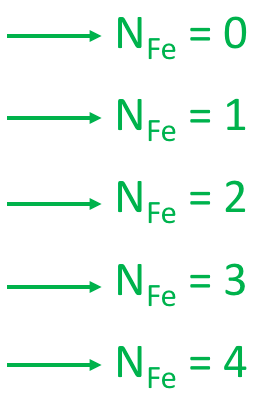 N_Fe = 0
N_Fe = 1
N_Fe = 2
N_Fe = 3
N_Fe = 4